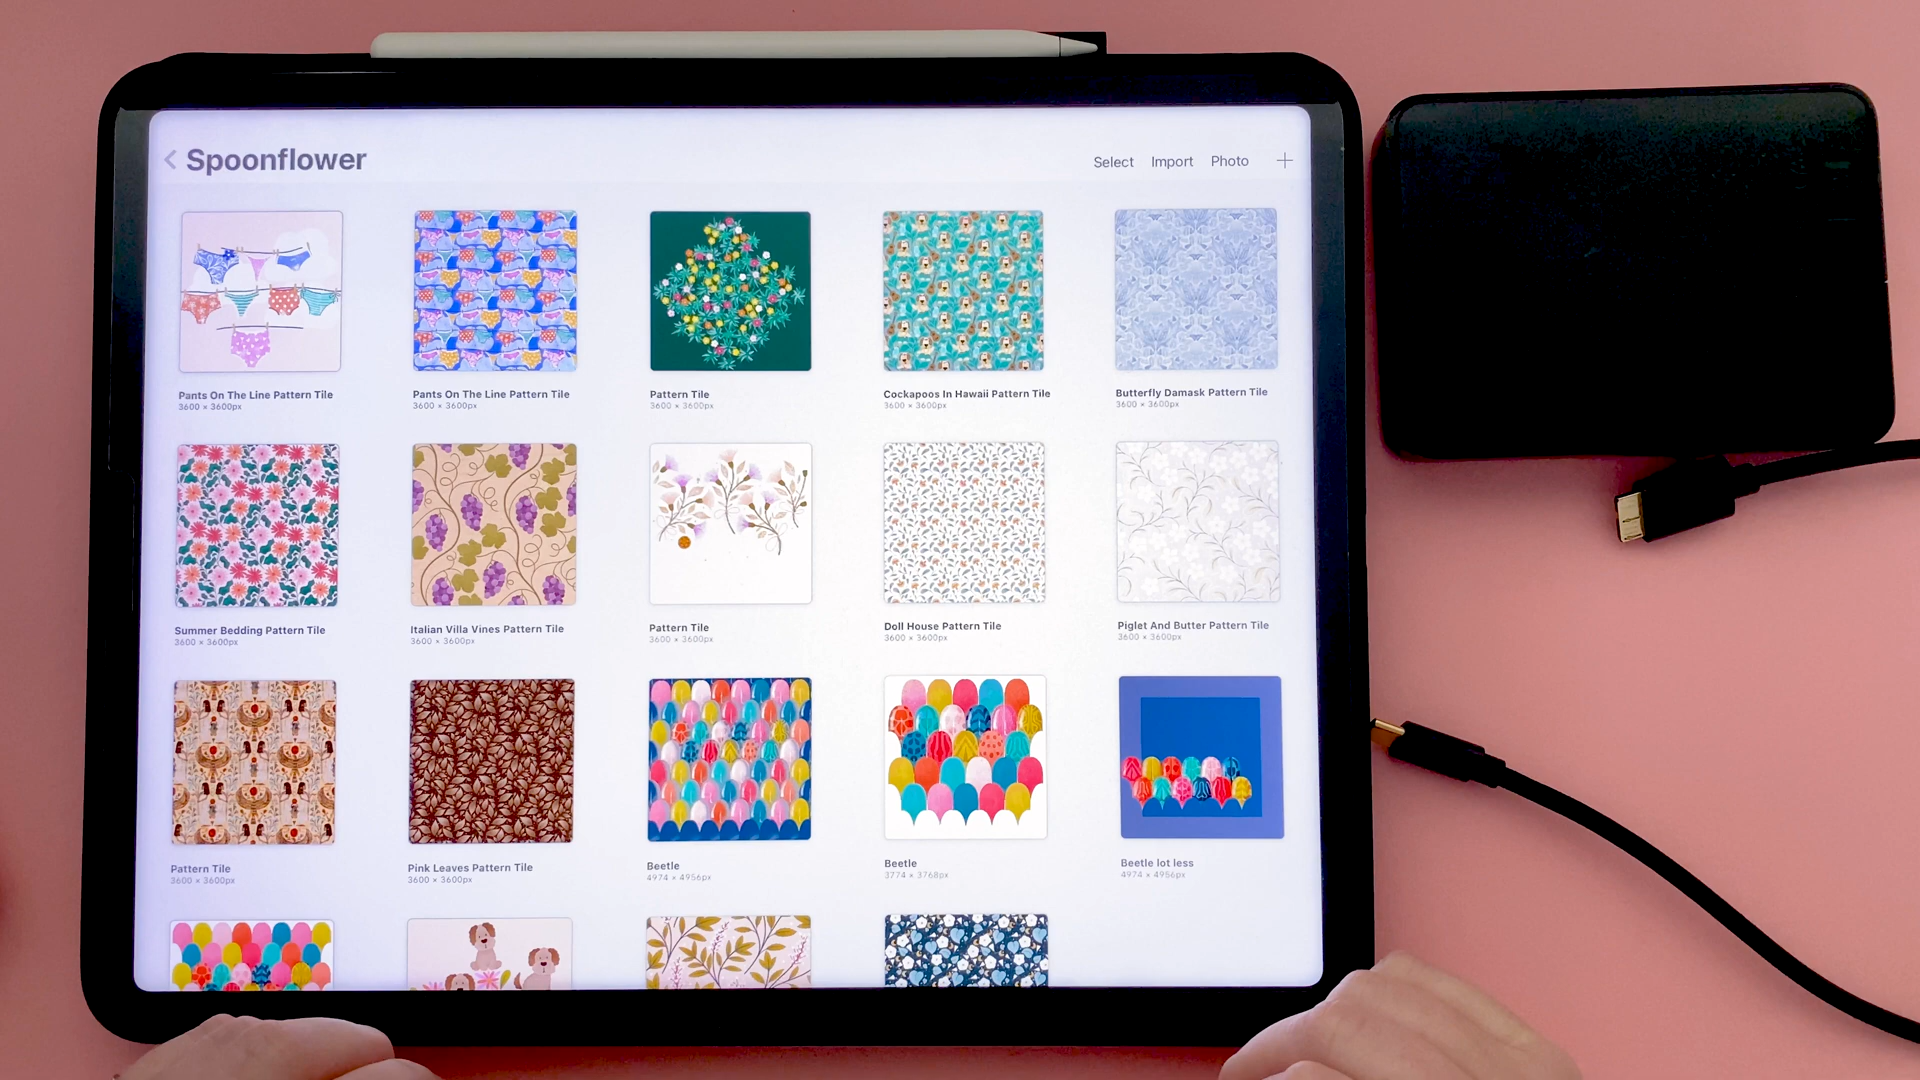 Spoonflower
Select Import Photo
Pants On The Line Pattern Tile
3600 × 3600px
Pants On The Line Pattern Tile
3600 × 3600px
Pattern Tile
3600 × 3600px
Cockapoos In Hawaii Pattern Tile
3600 × 3600px
Butterfly Damask Pattern Tile
3600 × 3600px
Summer Bedding Pattern Tile
3600 × 3600px
Italian Villa Vines Pattern Tile
3600 × 3600px
Pattern Tile
3600 × 3600px
Doll House Pattern Tile
3600 × 3600px
Piglet And Butter Pattern Tile
3600 × 3600px
Pattern Tile
3600 × 3600px
Pink Leaves Pattern Tile
3600 × 3600px
Beetle
4974 × 4956px
Beetle
3774 × 3768px
Beetle lot less
4974 × 4956px